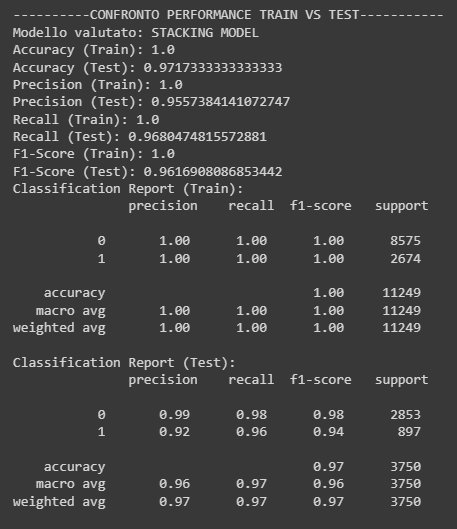 ----------CONFRONTO PERFORMANCE TRAIN VS TEST-----------
Modello valutato: STACKING MODEL
Accuracy (Train): 1.0
Accuracy (Test): 0.9717333333333333
Precision (Train): 1.0
Precision (Test): 0.9557384141072747
Recall (Train): 1.0
Recall (Test): 0.9680474815572881
F1-Score (Train): 1.0
F1-Score (Test): 0.9616908086853442
Classification Report (Train):
              precision    recall  f1-score   support

           0       1.00      1.00      1.00      8575
           1       1.00      1.00      1.00      2674

    accuracy                           1.00     11249
   macro avg       1.00      1.00      1.00     11249
weighted avg       1.00      1.00      1.00     11249

Classification Report (Test):
              precision    recall  f1-score   support

           0       0.99      0.98      0.98      2853
           1       0.92      0.96      0.94       897

    accuracy                           0.97      3750
   macro avg       0.96      0.97      0.96      3750
weighted avg       0.97      0.97      0.97      3750